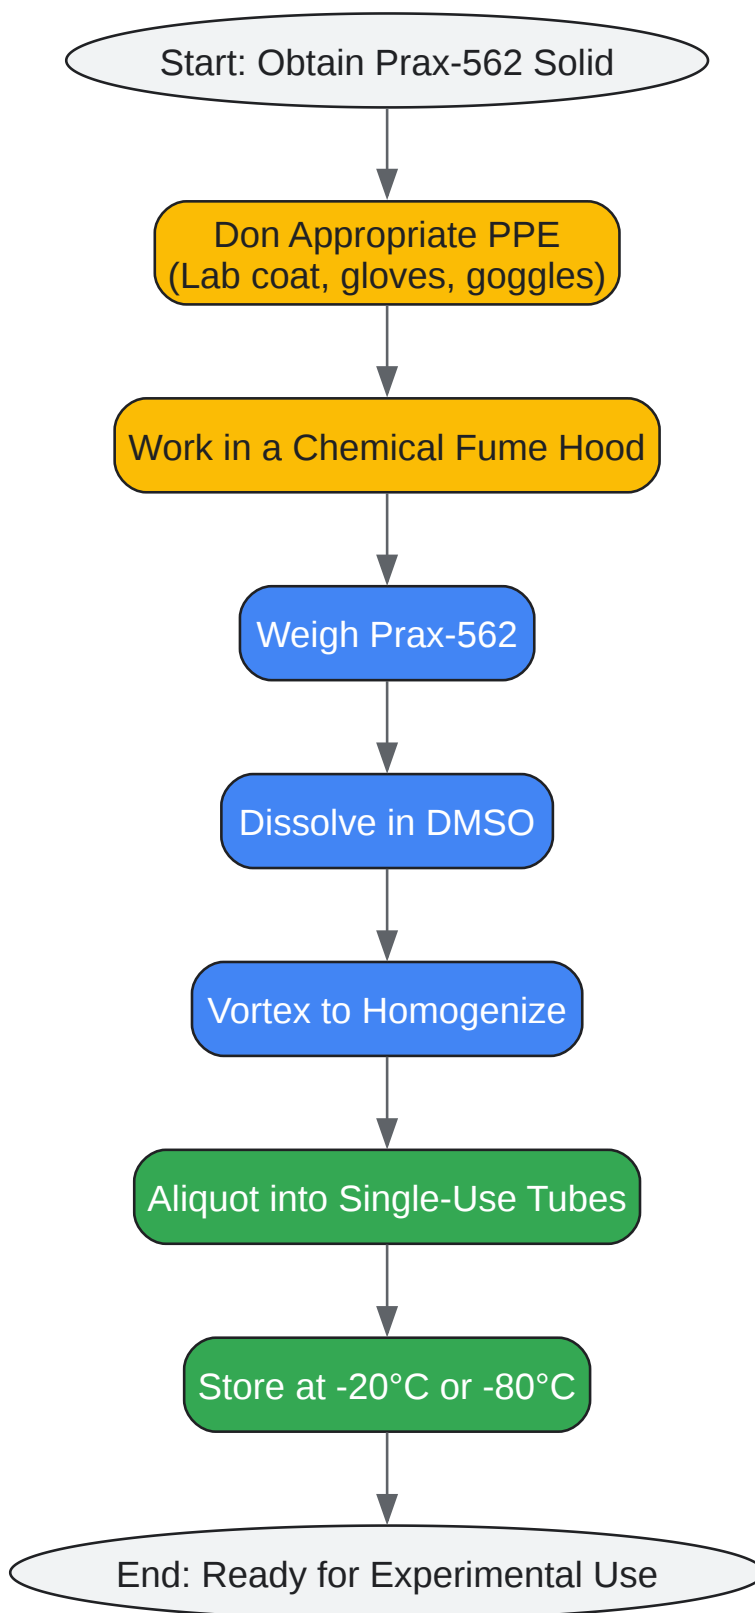 Start: Obtain Prax-562 Solid
Don Appropriate PPE
(Lab coat, gloves, goggles)
Work in a Chemical Fume Hood
Weigh Prax-562
Dissolve in DMSO
Vortex to Homogenize
Aliquot into Single-Use Tubes
Store at -20°C or -80°C
End: Ready for Experimental Use